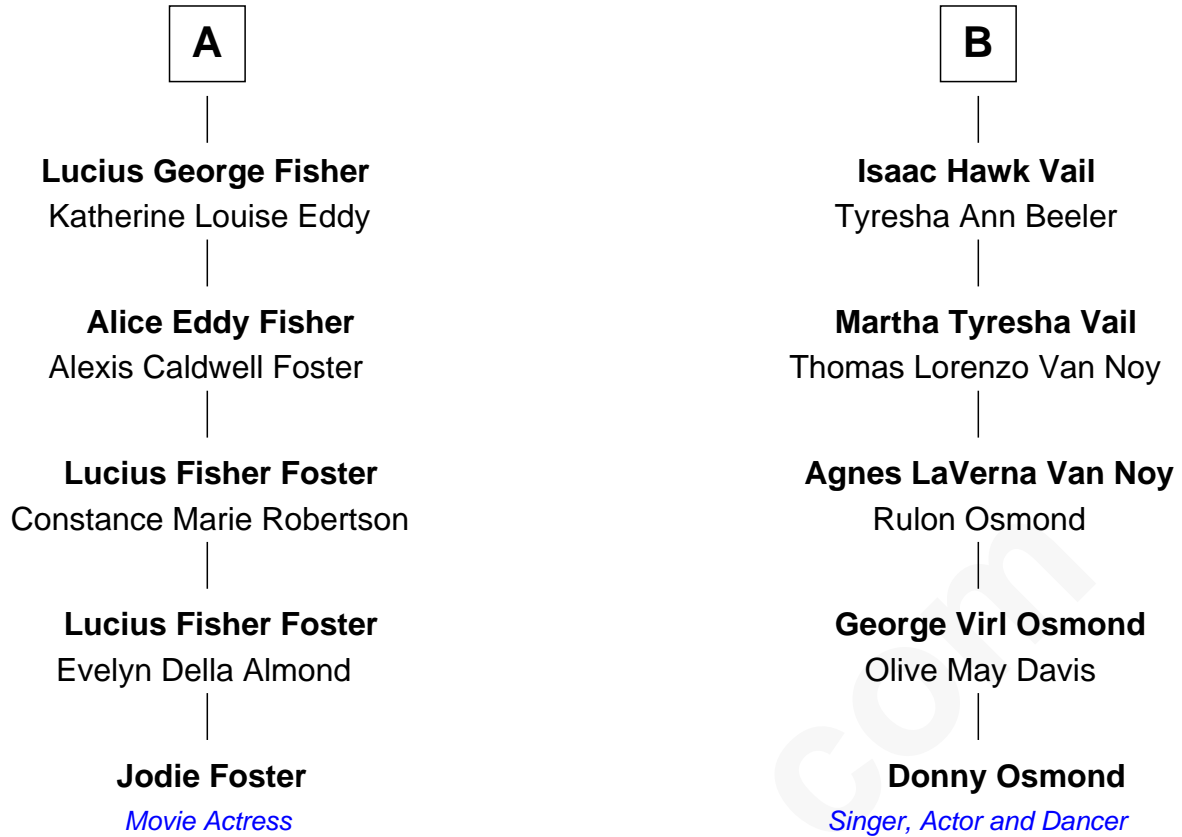 A
Lucius George Fisher
Katherine Louise Eddy
Alice Eddy Fisher
Alexis Caldwell Foster
Lucius Fisher Foster
Constance Marie Robertson
Lucius Fisher Foster
Evelyn Della Almond
Jodie Foster
Movie Actress
B
Isaac Hawk Vail
Tyresha Ann Beeler
Martha Tyresha Vail
Thomas Lorenzo Van Noy
Agnes LaVerna Van Noy
Rulon Osmond
George Virl Osmond
Olive May Davis
Donny Osmond
Singer, Actor and Dancer
com